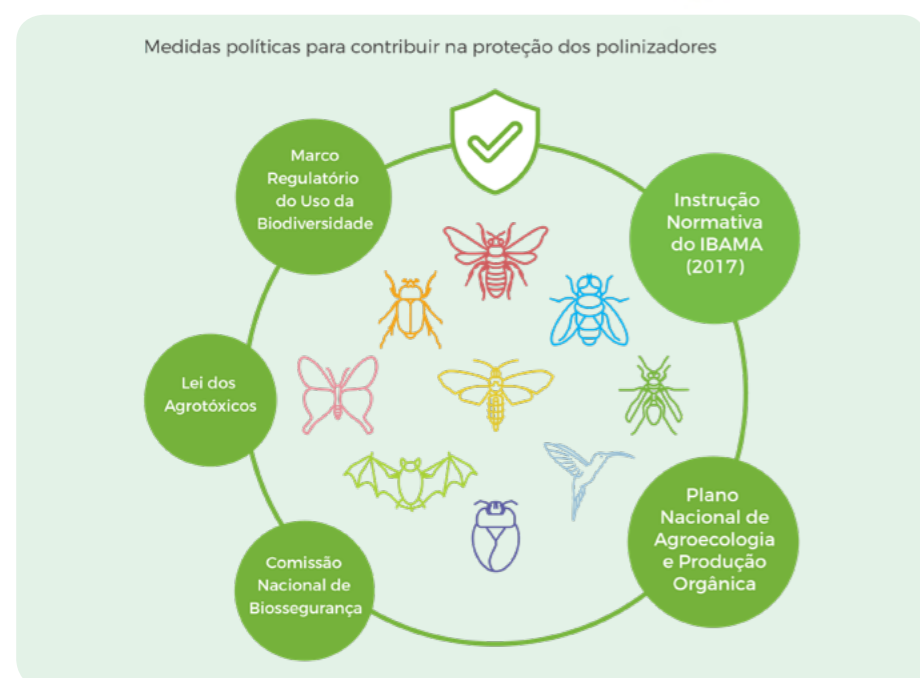 Medidas políticas para contribuir na proteção dos polinizadores
Marco
Regulatório
do Uso da
Biodiversidade
Instrução
Normativa
do IBAMA
(2017)
Lei dos
Agrotóxicos
Plano
Nacional de
Agroecologia
e Produção
Orgânica
Comissão
Nacional de
Biossegurança